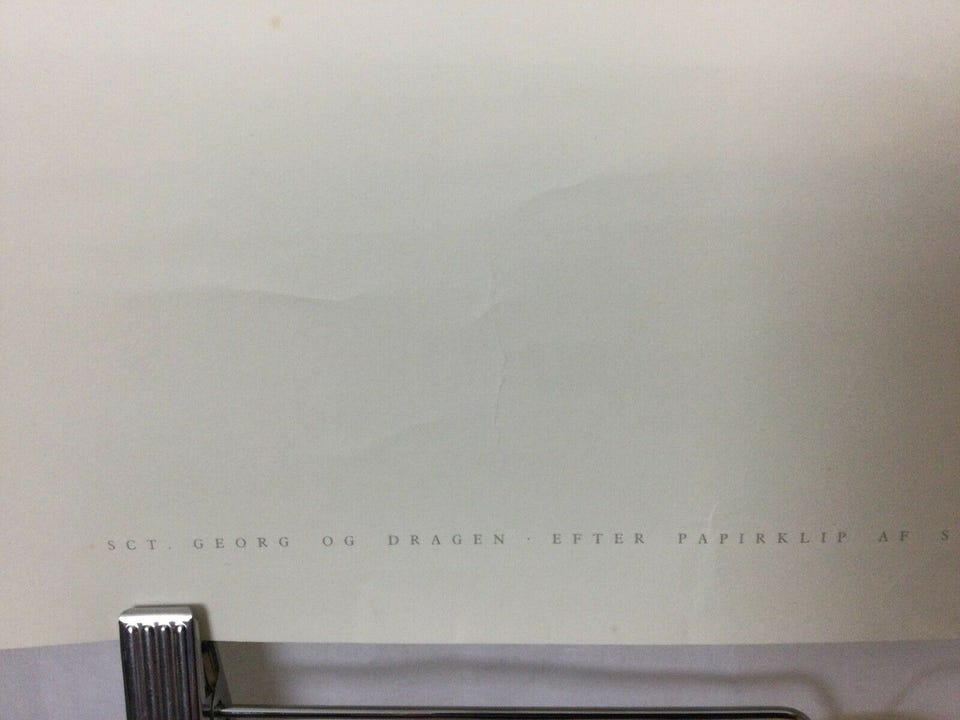 SCT. GEORG OG DRAGEN · EFTER PAPIRKLIP AF S